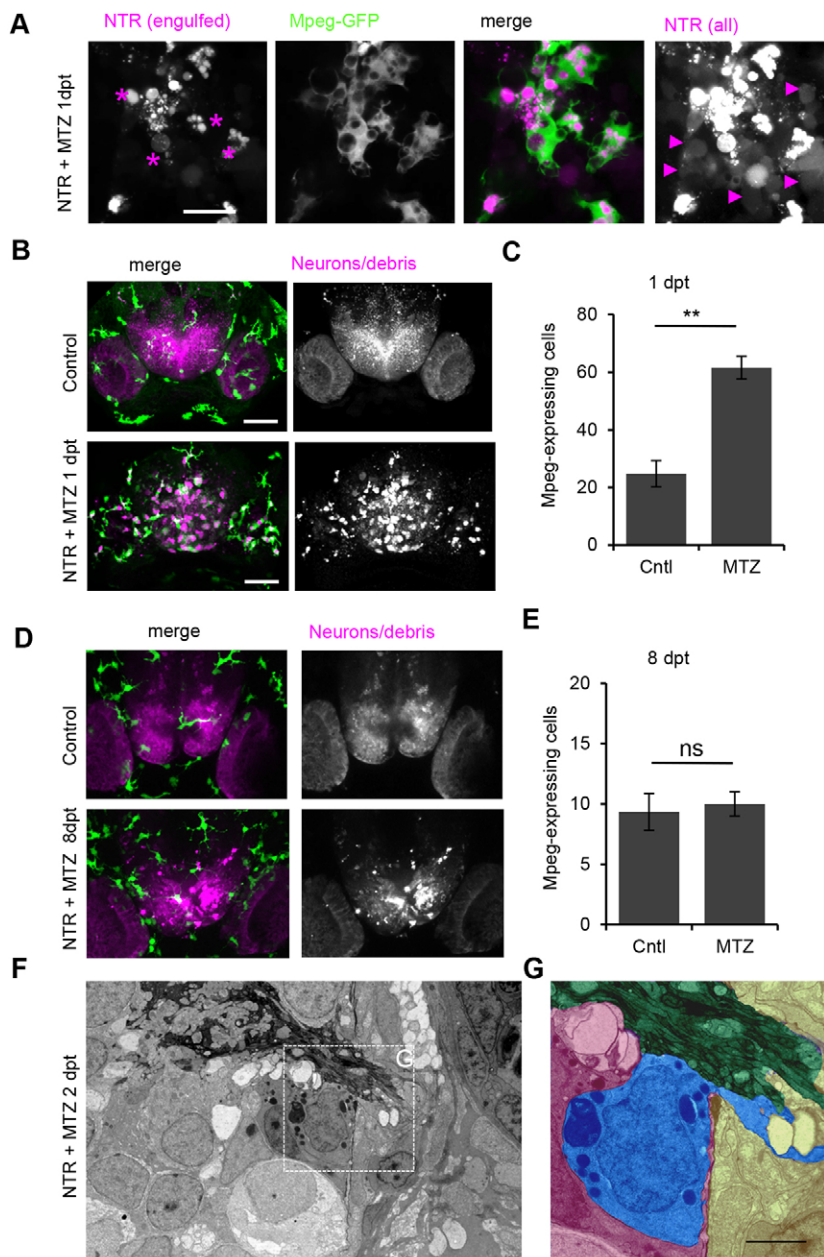 A
NTR (engulfed)
Mpeg-GFP
merge
NTR (all)
NTR + MTZ 1dpt
*
*
*
*
B
merge
Neurons/debris
Control
NTR + MTZ 1 dpt
C
1 dpt
**
Mpeg-expressing cells
80
60
40
20
0
Cntl
MTZ
D
merge
Neurons/debris
Control
NTR + MTZ 8dpt
E
8 dpt
ns
Mpeg-expressing cells
20
15
10
5
0
Cntl
MTZ
F
NTR + MTZ 2 dpt
G
G